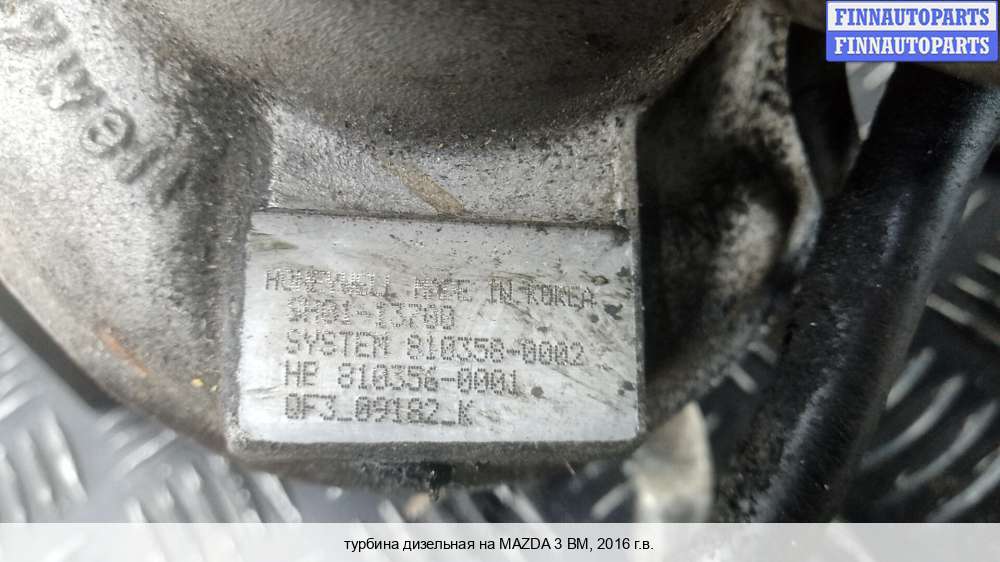 FINNAUTOPARTS
FINNAUTOPARTS
HONEYWELL MADE IN KOREA
SH01-13700
SYSTEM 810358-0002
HP 810356-0001
0F3_09182_K
турбина дизельная на MAZDA 3 BM, 2016 г.в.